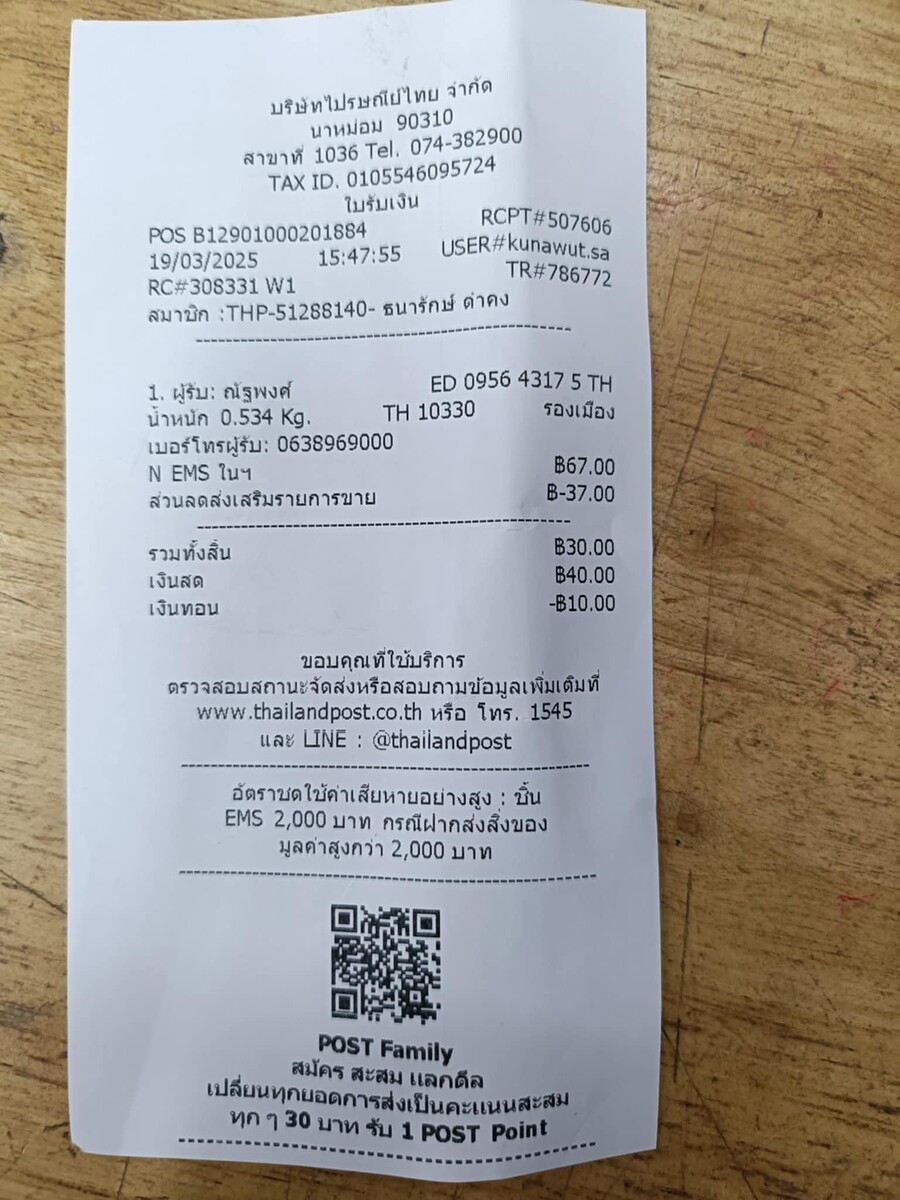 บริษัทไปรษณีย์ไทย จำกัด
นาหม่อม 90310
สาขาที่ 1036 Tel. 074-382900
TAX ID. 0105546095724
ใบรับเงิน
POS B12901000201884 RCPT#507606
19/03/2025 15:47:55 USER#kunawut.sa
RC#308331 W1 TR#786772
สมาชิก :THP-51288140- ธนารักษ์ ดำคง
1. ผู้รับ: ณัฐพงศ์ ED 0956 4317 5 TH
น้ำหนัก 0.534 Kg. TH 10330 รองเมือง
เบอร์โทรผู้รับ: 0638969000
N EMS ในฯ ฿67.00
ส่วนลดส่งเสริมรายการขาย ฿-37.00
รวมทั้งสิ้น ฿30.00
เงินสด ฿40.00
เงินทอน -฿10.00
ขอบคุณที่ใช้บริการ
ตรวจสอบสถานะจัดส่งหรือสอบถามข้อมูลเพิ่มเติมที่
www.thailandpost.co.th หรือ โทร. 1545
และ LINE : @thailandpost
อัตราชดใช้ค่าเสียหายอย่างสูง : ชิ้น
EMS 2,000 บาท กรณีฝากส่งสิ่งของ
มูลค่าสูงกว่า 2,000 บาท
POST Family
สมัคร สะสม แลกดีล
เปลี่ยนทุกยอดการส่งเป็นคะแนนสะสม
ทุก ๆ 30 บาท รับ 1 POST Point